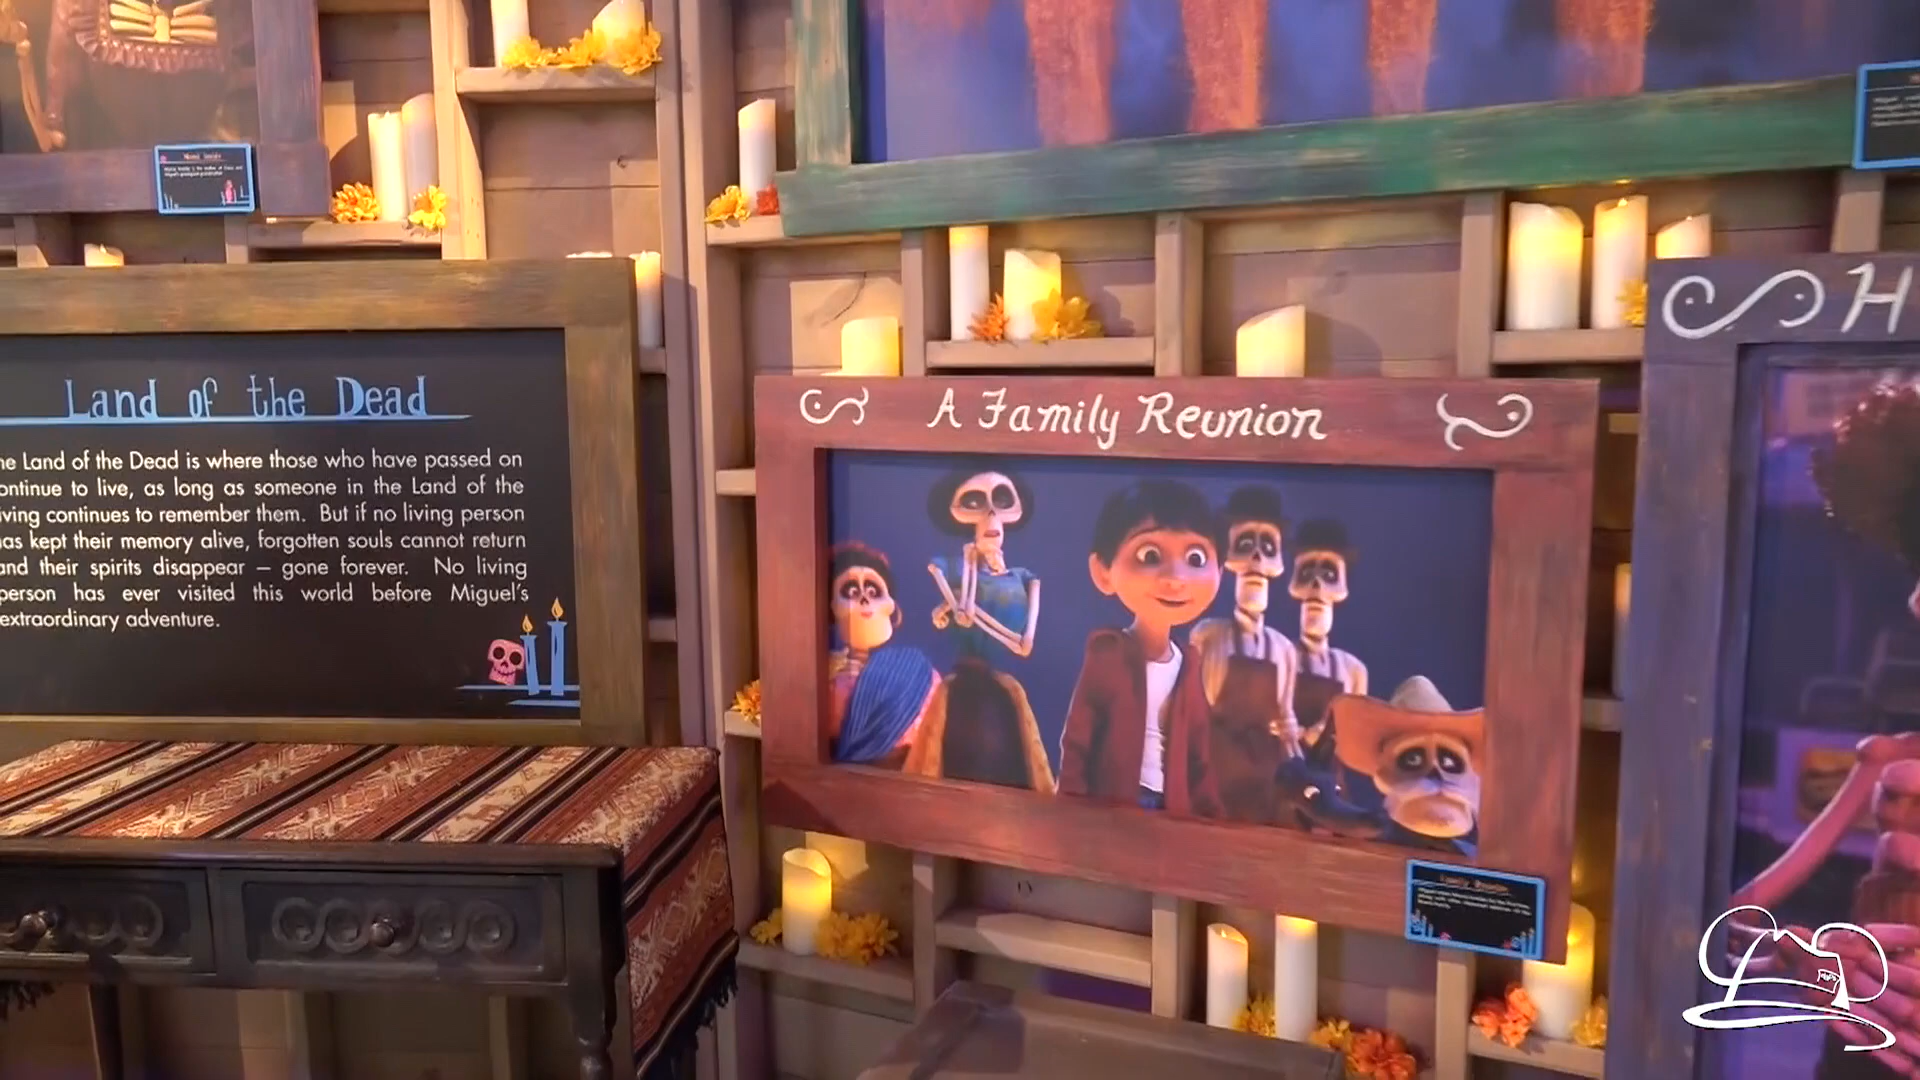 Land of the Dead
he Land of the Dead is where those who have passed on
ontinue to live, as long as someone in the Land of the
iving continues to remember them. But if no living person
as kept their memory alive, forgotten souls cannot return
and their spirits disappear – gone forever. No living
person has ever visited this world before Miguel's
extraordinary adventure.
A Family Reunion
H